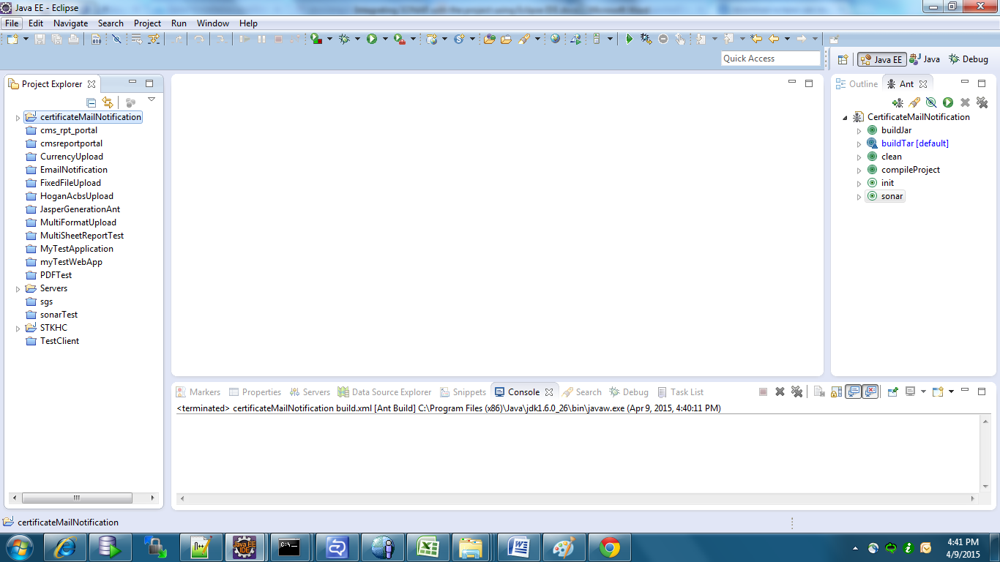 Java EE - Eclipse
File Edit Navigate Search Project Run Window Help
Quick Access
Java EE Java Debug
Project Explorer
certificateMailNotification
cms_rpt_portal
cmsreportportal
CurrencyUpload
EmailNotification
FixedFileUpload
HoganAcbsUpload
JasperGenerationAnt
MultiFormatUpload
MultiSheetReportTest
MyTestApplication
myTestWebApp
PDFTest
Servers
sgs
sonarTest
STKHC
TestClient
Outline Ant
CertificateMailNotification
buildJar
buildTar [default]
clean
compileProject
init
sonar
Markers Properties Servers Data Source Explorer Snippets Console Search Debug Task List
<terminated> certificateMailNotification build.xml [Ant Build] C:\Program Files (x86)\Java\jdk1.6.0_26\bin\javaw.exe (Apr 9, 2015, 4:40:11 PM)
certificateMailNotification
Java EE
IDE
4:41 PM
4/9/2015